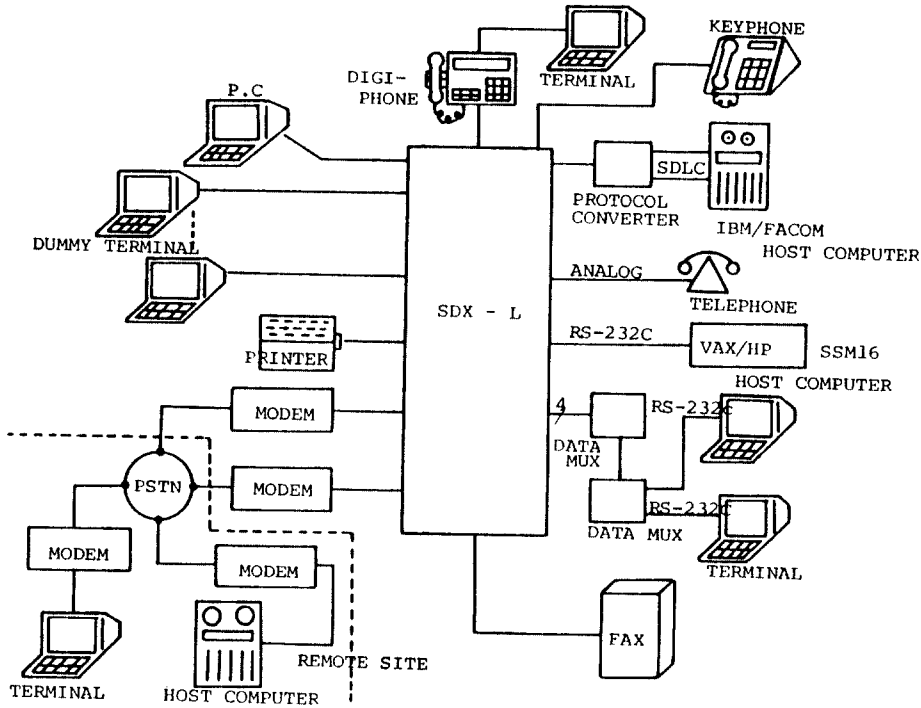 KEYPHONE
DIGI-
PHONE
TERMINAL
P.C
SDLC
PROTOCOL
CONVERTER
IBM/FACOM
HOST COMPUTER
DUMMY TERMINAL
ANALOG
TELEPHONE
SDX - L
RS-232C
VAX/HP
SSM16
HOST COMPUTER
PRINTER
MODEM
4
RS-232c
DATA
MUX
PSTN
MODEM
RS-232C
DATA MUX
TERMINAL
MODEM
MODEM
FAX
REMOTE SITE
TERMINAL
HOST COMPUTER